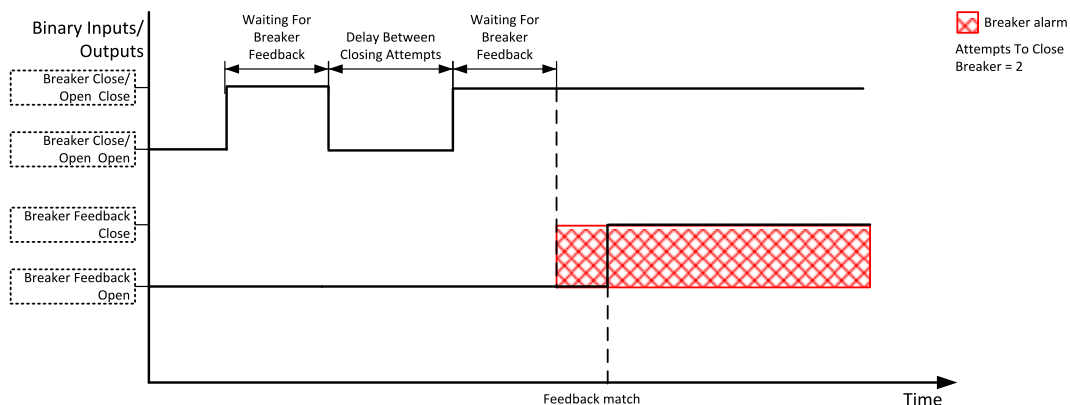 Binary Inputs/
Outputs
Waiting For
Breaker
Feedback
Delay Between
Closing Attempts
Waiting For
Breaker
Feedback
Breaker alarm
Attempts To Close
Breaker = 2
Breaker Close/
Open Close
Breaker Close/
Open Open
Breaker Feedback
Close
Breaker Feedback
Open
Feedback match
Time